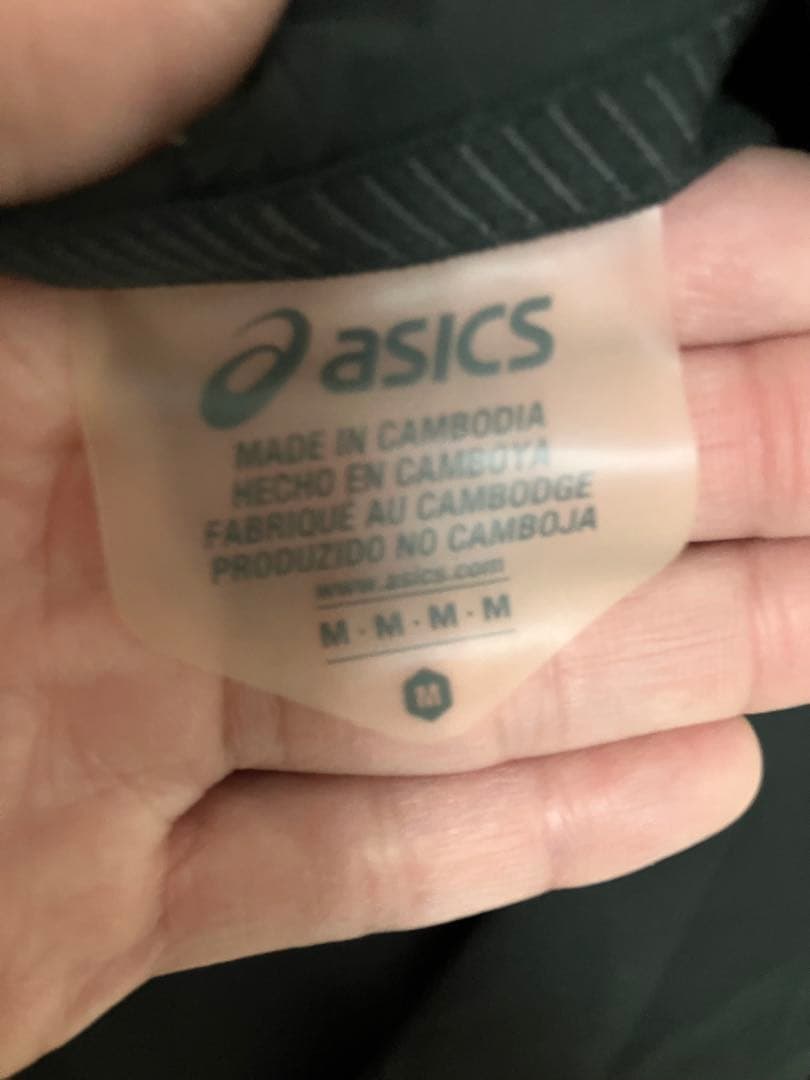 asics
MADE IN CAMBODIA
HECHO EN CAMBOYA
FABRIQUÉ AU CAMBODGE
PRODUZIDO NO CAMBOJA
www.asics.com
M · M · M · M
M